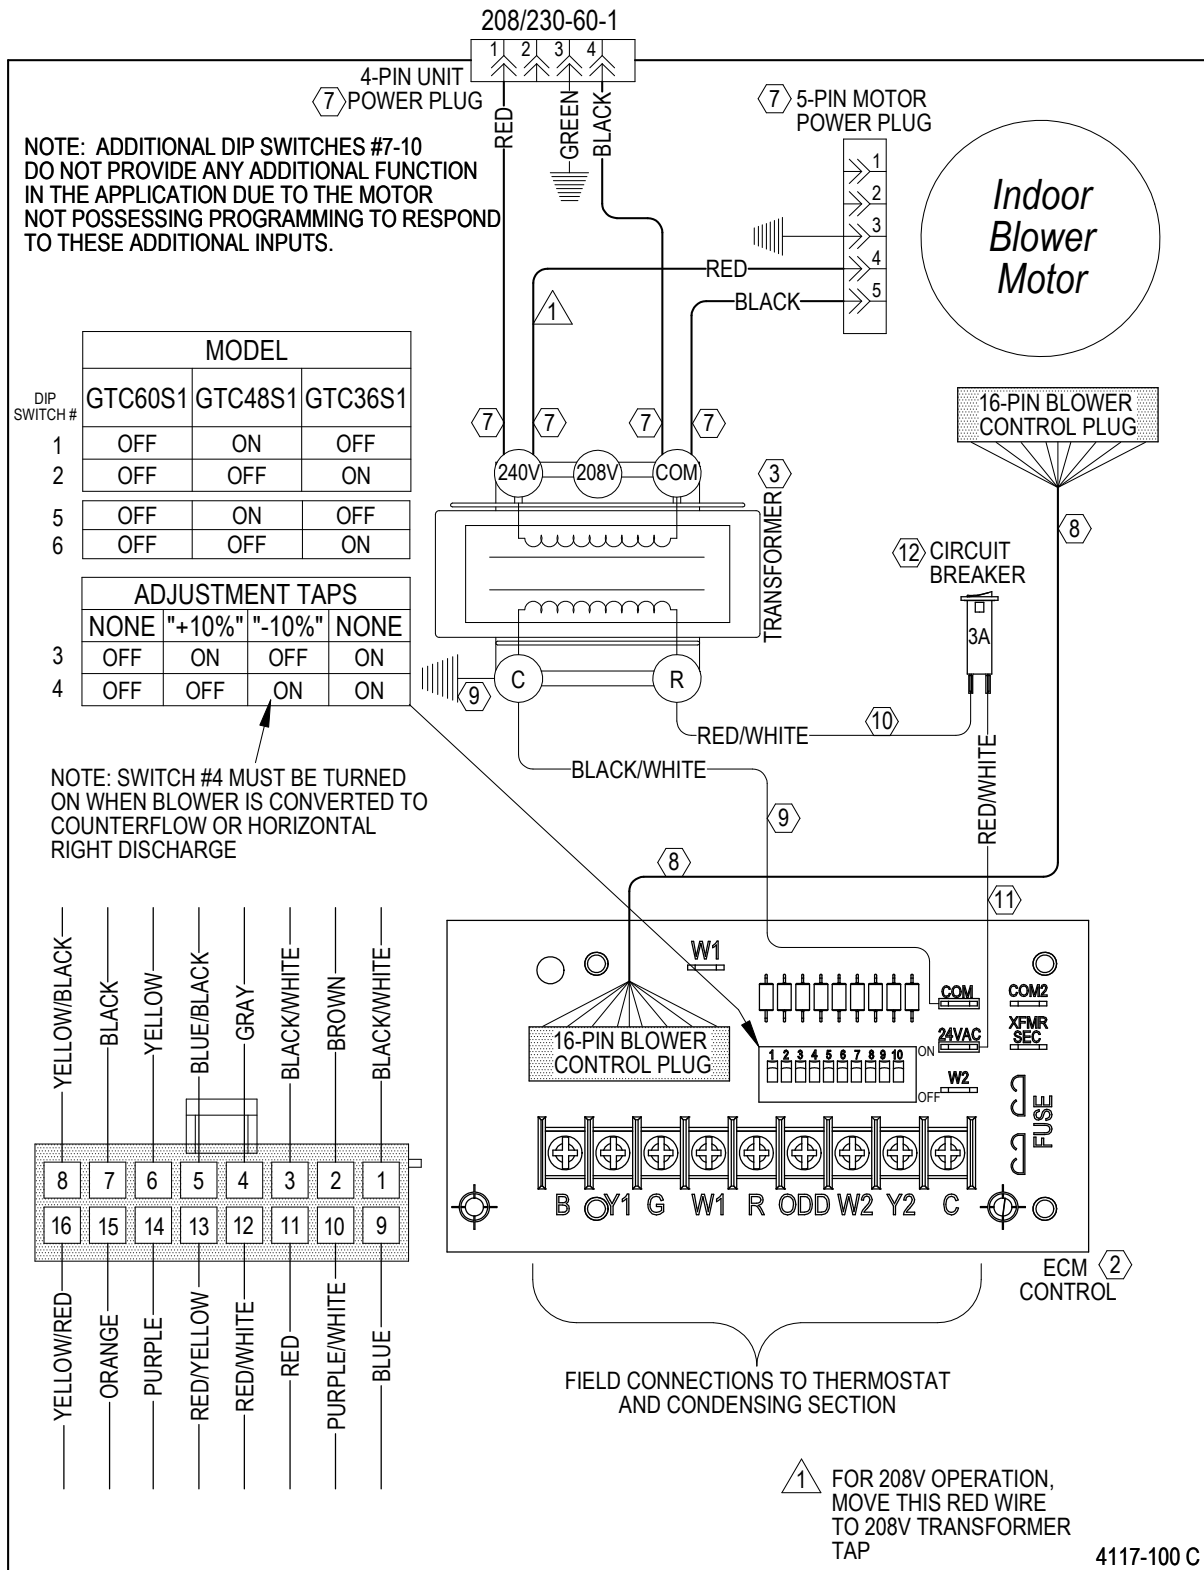 208/230-60-1
1 2 3 4
4-PIN UNIT
7 POWER PLUG
RED
GREEN
BLACK
7 5-PIN MOTOR
POWER PLUG
1
2
3
4
5
Indoor
Blower
Motor
NOTE: ADDITIONAL DIP SWITCHES #7-10
DO NOT PROVIDE ANY ADDITIONAL FUNCTION
IN THE APPLICATION DUE TO THE MOTOR
NOT POSSESSING PROGRAMMING TO RESPOND
TO THESE ADDITIONAL INPUTS.
RED
BLACK
1
MODEL
DIP
SWITCH #
GTC60S1 GTC48S1 GTC36S1
1 OFF ON OFF
2 OFF OFF ON
5 OFF ON OFF
6 OFF OFF ON
ADJUSTMENT TAPS
NONE "+10%" "-10%" NONE
3 OFF ON OFF ON
4 OFF OFF ON ON
NOTE: SWITCH #4 MUST BE TURNED
ON WHEN BLOWER IS CONVERTED TO
COUNTERFLOW OR HORIZONTAL
RIGHT DISCHARGE
7 7 7 7
240V 208V COM
3
TRANSFORMER
9
C R
16-PIN BLOWER
CONTROL PLUG
8
12 CIRCUIT
BREAKER
3A
RED/WHITE
10
BLACK/WHITE
RED/WHITE
9
8
11
W1
COM COM2
24VAC
XFMR
SEC
16-PIN BLOWER
CONTROL PLUG
1 2 3 4 5 6 7 8 9 10
ON
OFF
W2
FUSE
B Y1 G W1 R ODD W2 Y2 C
ECM 2
CONTROL
YELLOW/BLACK
BLACK
YELLOW
BLUE/BLACK
GRAY
BLACK/WHITE
BROWN
BLACK/WHITE
8 7 6 5 4 3 2 1
16 15 14 13 12 11 10 9
YELLOW/RED
ORANGE
PURPLE
RED/YELLOW
RED/WHITE
RED
PURPLE/WHITE
BLUE
FIELD CONNECTIONS TO THERMOSTAT
AND CONDENSING SECTION
1 FOR 208V OPERATION,
MOVE THIS RED WIRE
TO 208V TRANSFORMER
TAP
4117-100 C